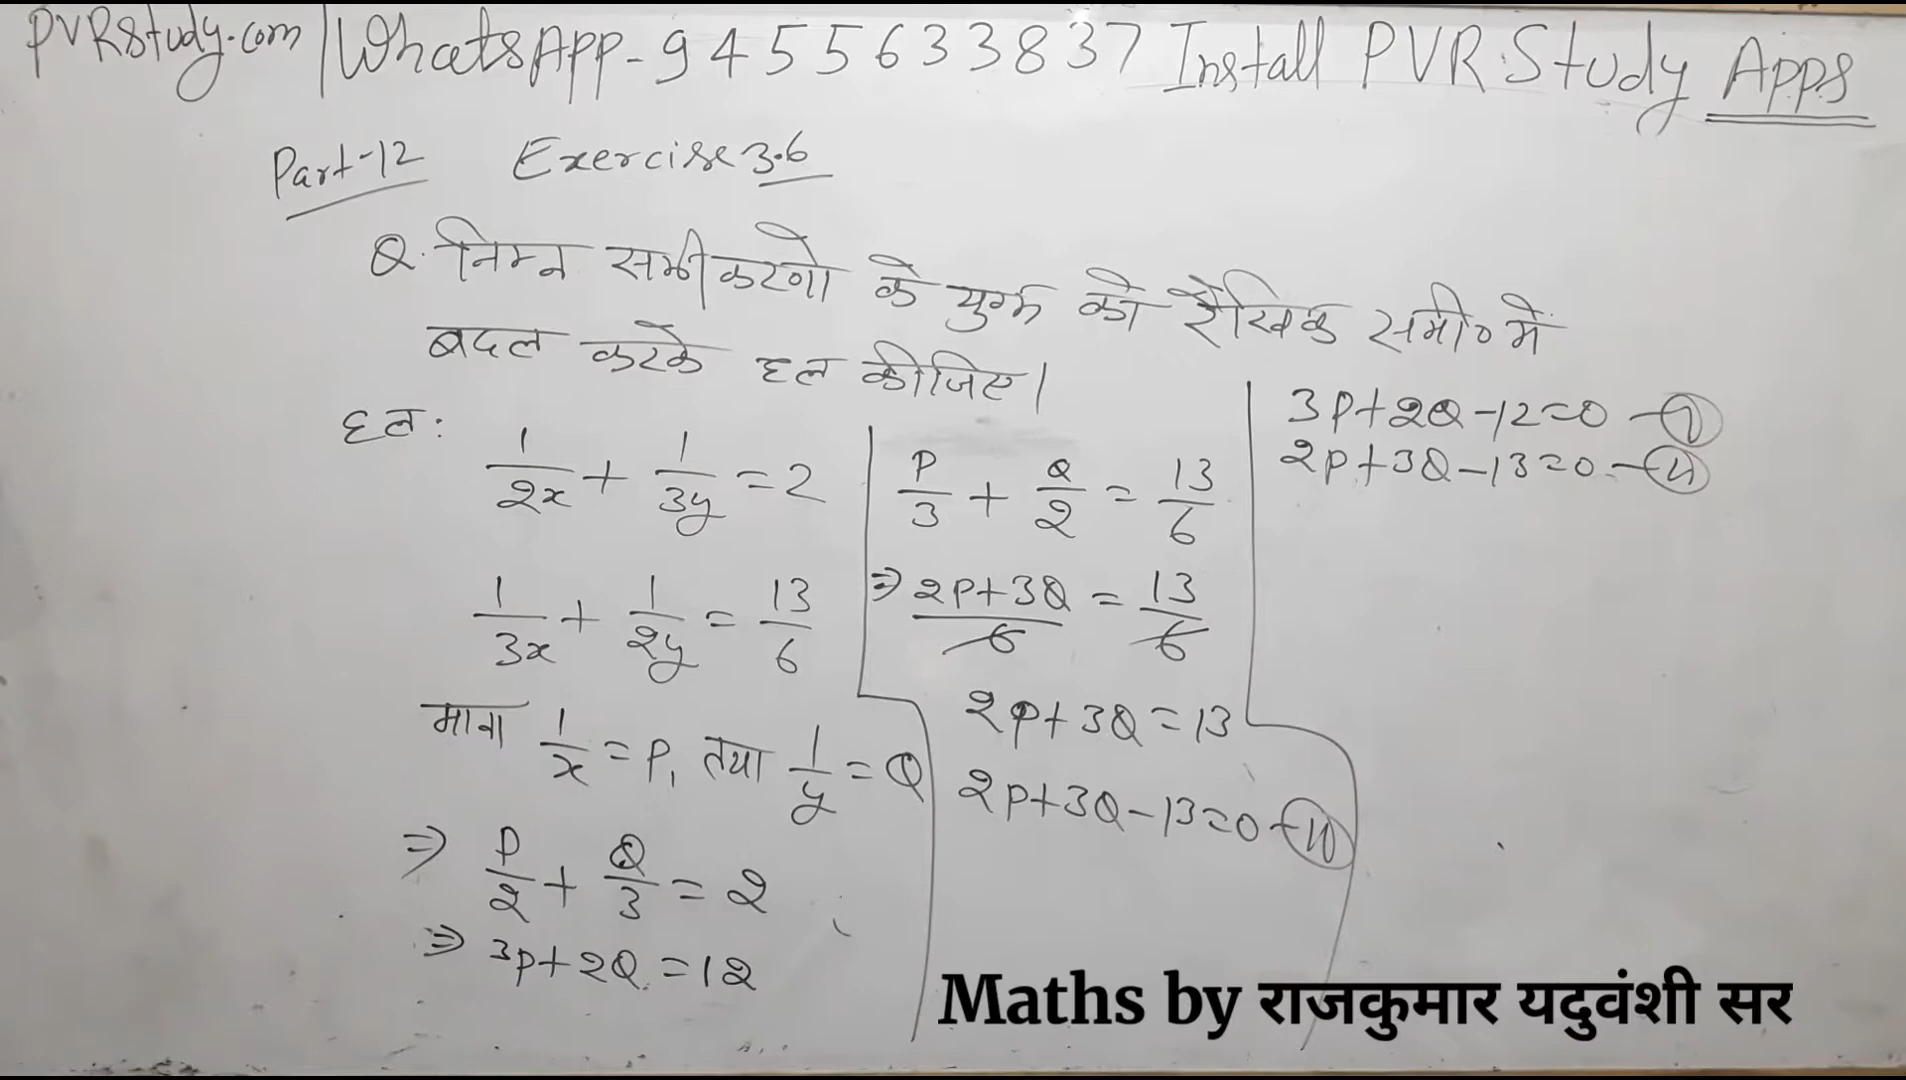 PVRstudy.com | WhatsApp - 9455633837 Install PVR Study Apps
Part-12 Exercise 3.6
Q. निम्न समीकरणो के युग्म को रैखिक समी० में
बदल करके हल कीजिए।
हल:
1/2x + 1/3y = 2
1/3x + 1/2y = 13/6
माना 1/x = P, तथा 1/y = Q
⇒ P/2 + Q/3 = 2
⇒ 3P+2Q = 12
P/3 + Q/2 = 13/6
⇒ 2P+3Q/6 = 13/6
2P+3Q = 13
2P+3Q-13=0 —(II)
3P+2Q-12=0 —(I)
2P+3Q-13=0 —(II)
Maths by राजकुमार यदुवंशी सर